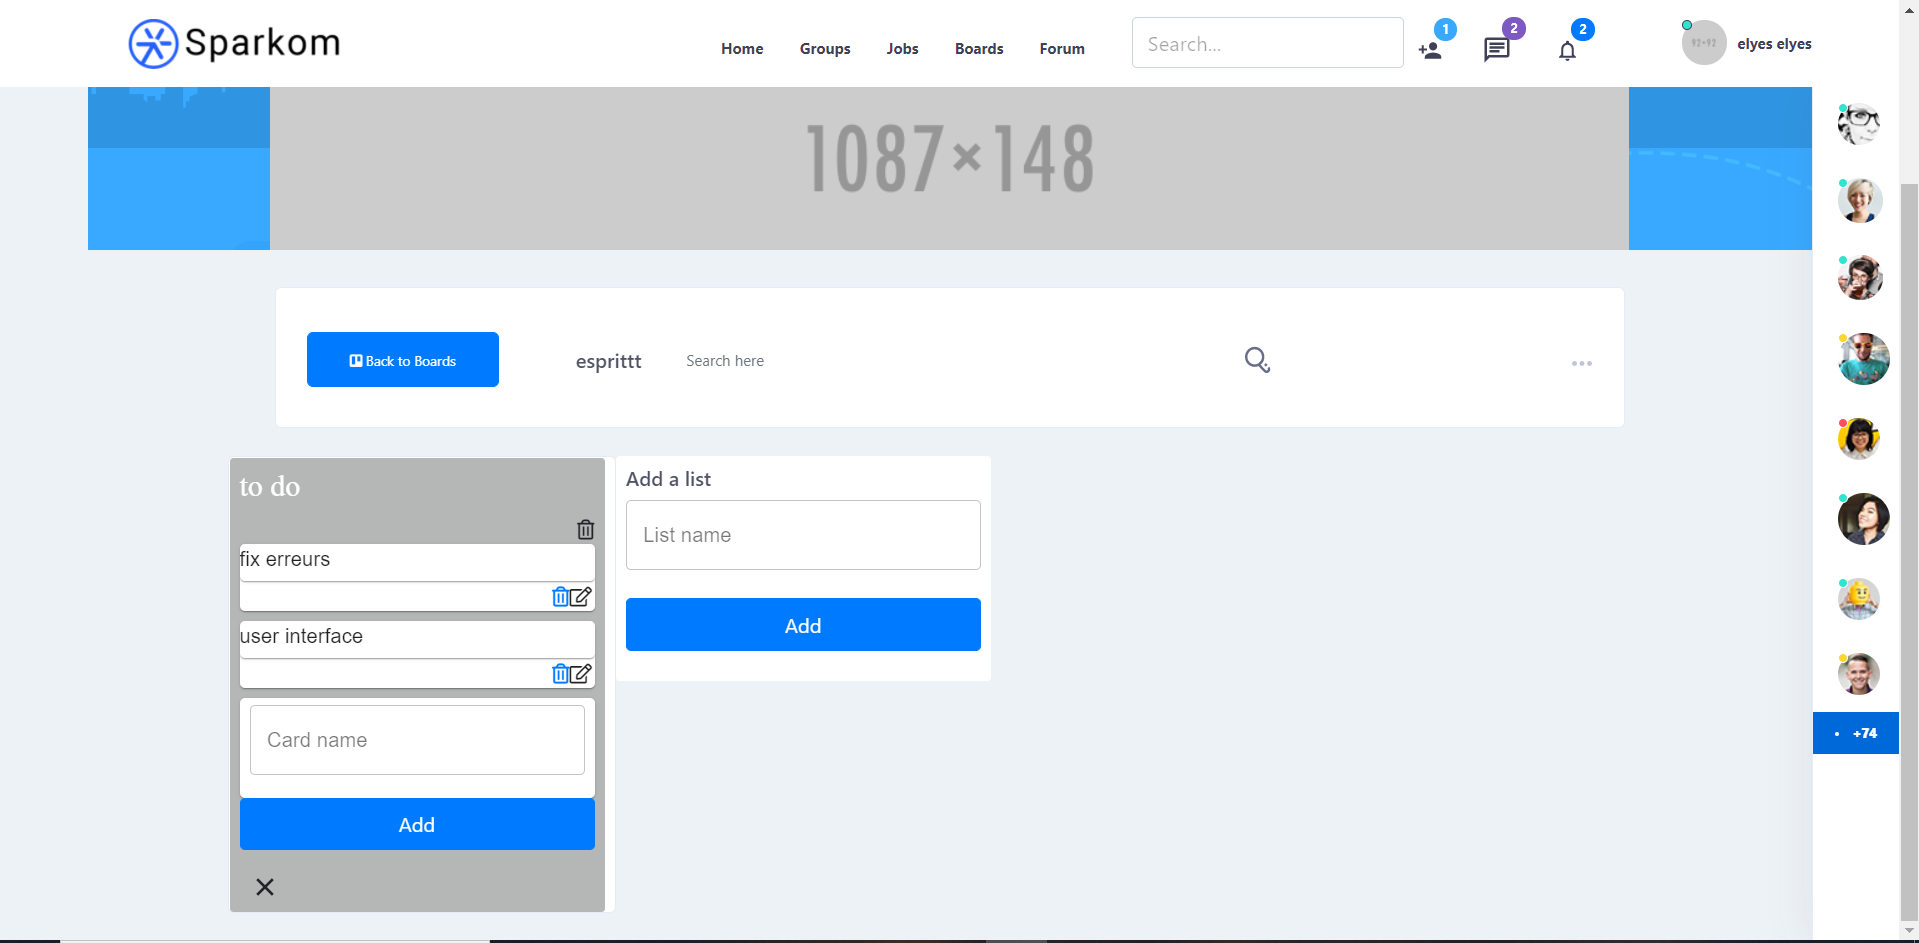 Sparkom
Home Groups Jobs Boards Forum
Search...
1
2
2
92×92
elyes elyes
1087×148
Back to Boards
esprittt
Search here
to do
fix erreurs
user interface
Card name
Add
Add a list
List name
Add
+74